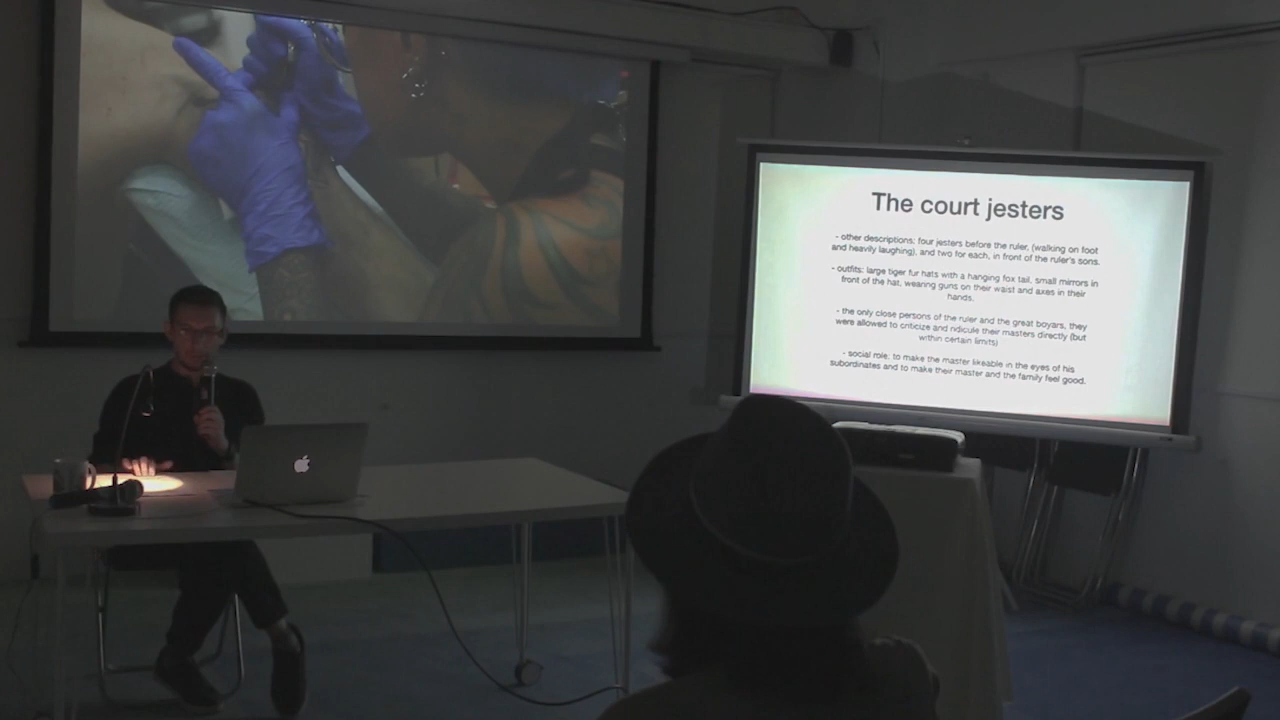 The court jesters
- other descriptions: four jesters before the ruler, (walking on foot
and heavily laughing), and two for each, in front of the ruler's sons.
- outfits: large tiger fur hats with a hanging fox tail, small mirrors in
front of the hat, wearing guns on their waist and axes in their
hands.
- the only close persons of the ruler and the great boyars, they
were allowed to criticize and ridicule their masters directly (but
within certain limits)
- social role: to make the master likeable in the eyes of his
subordinates and to make their master and the family feel good.